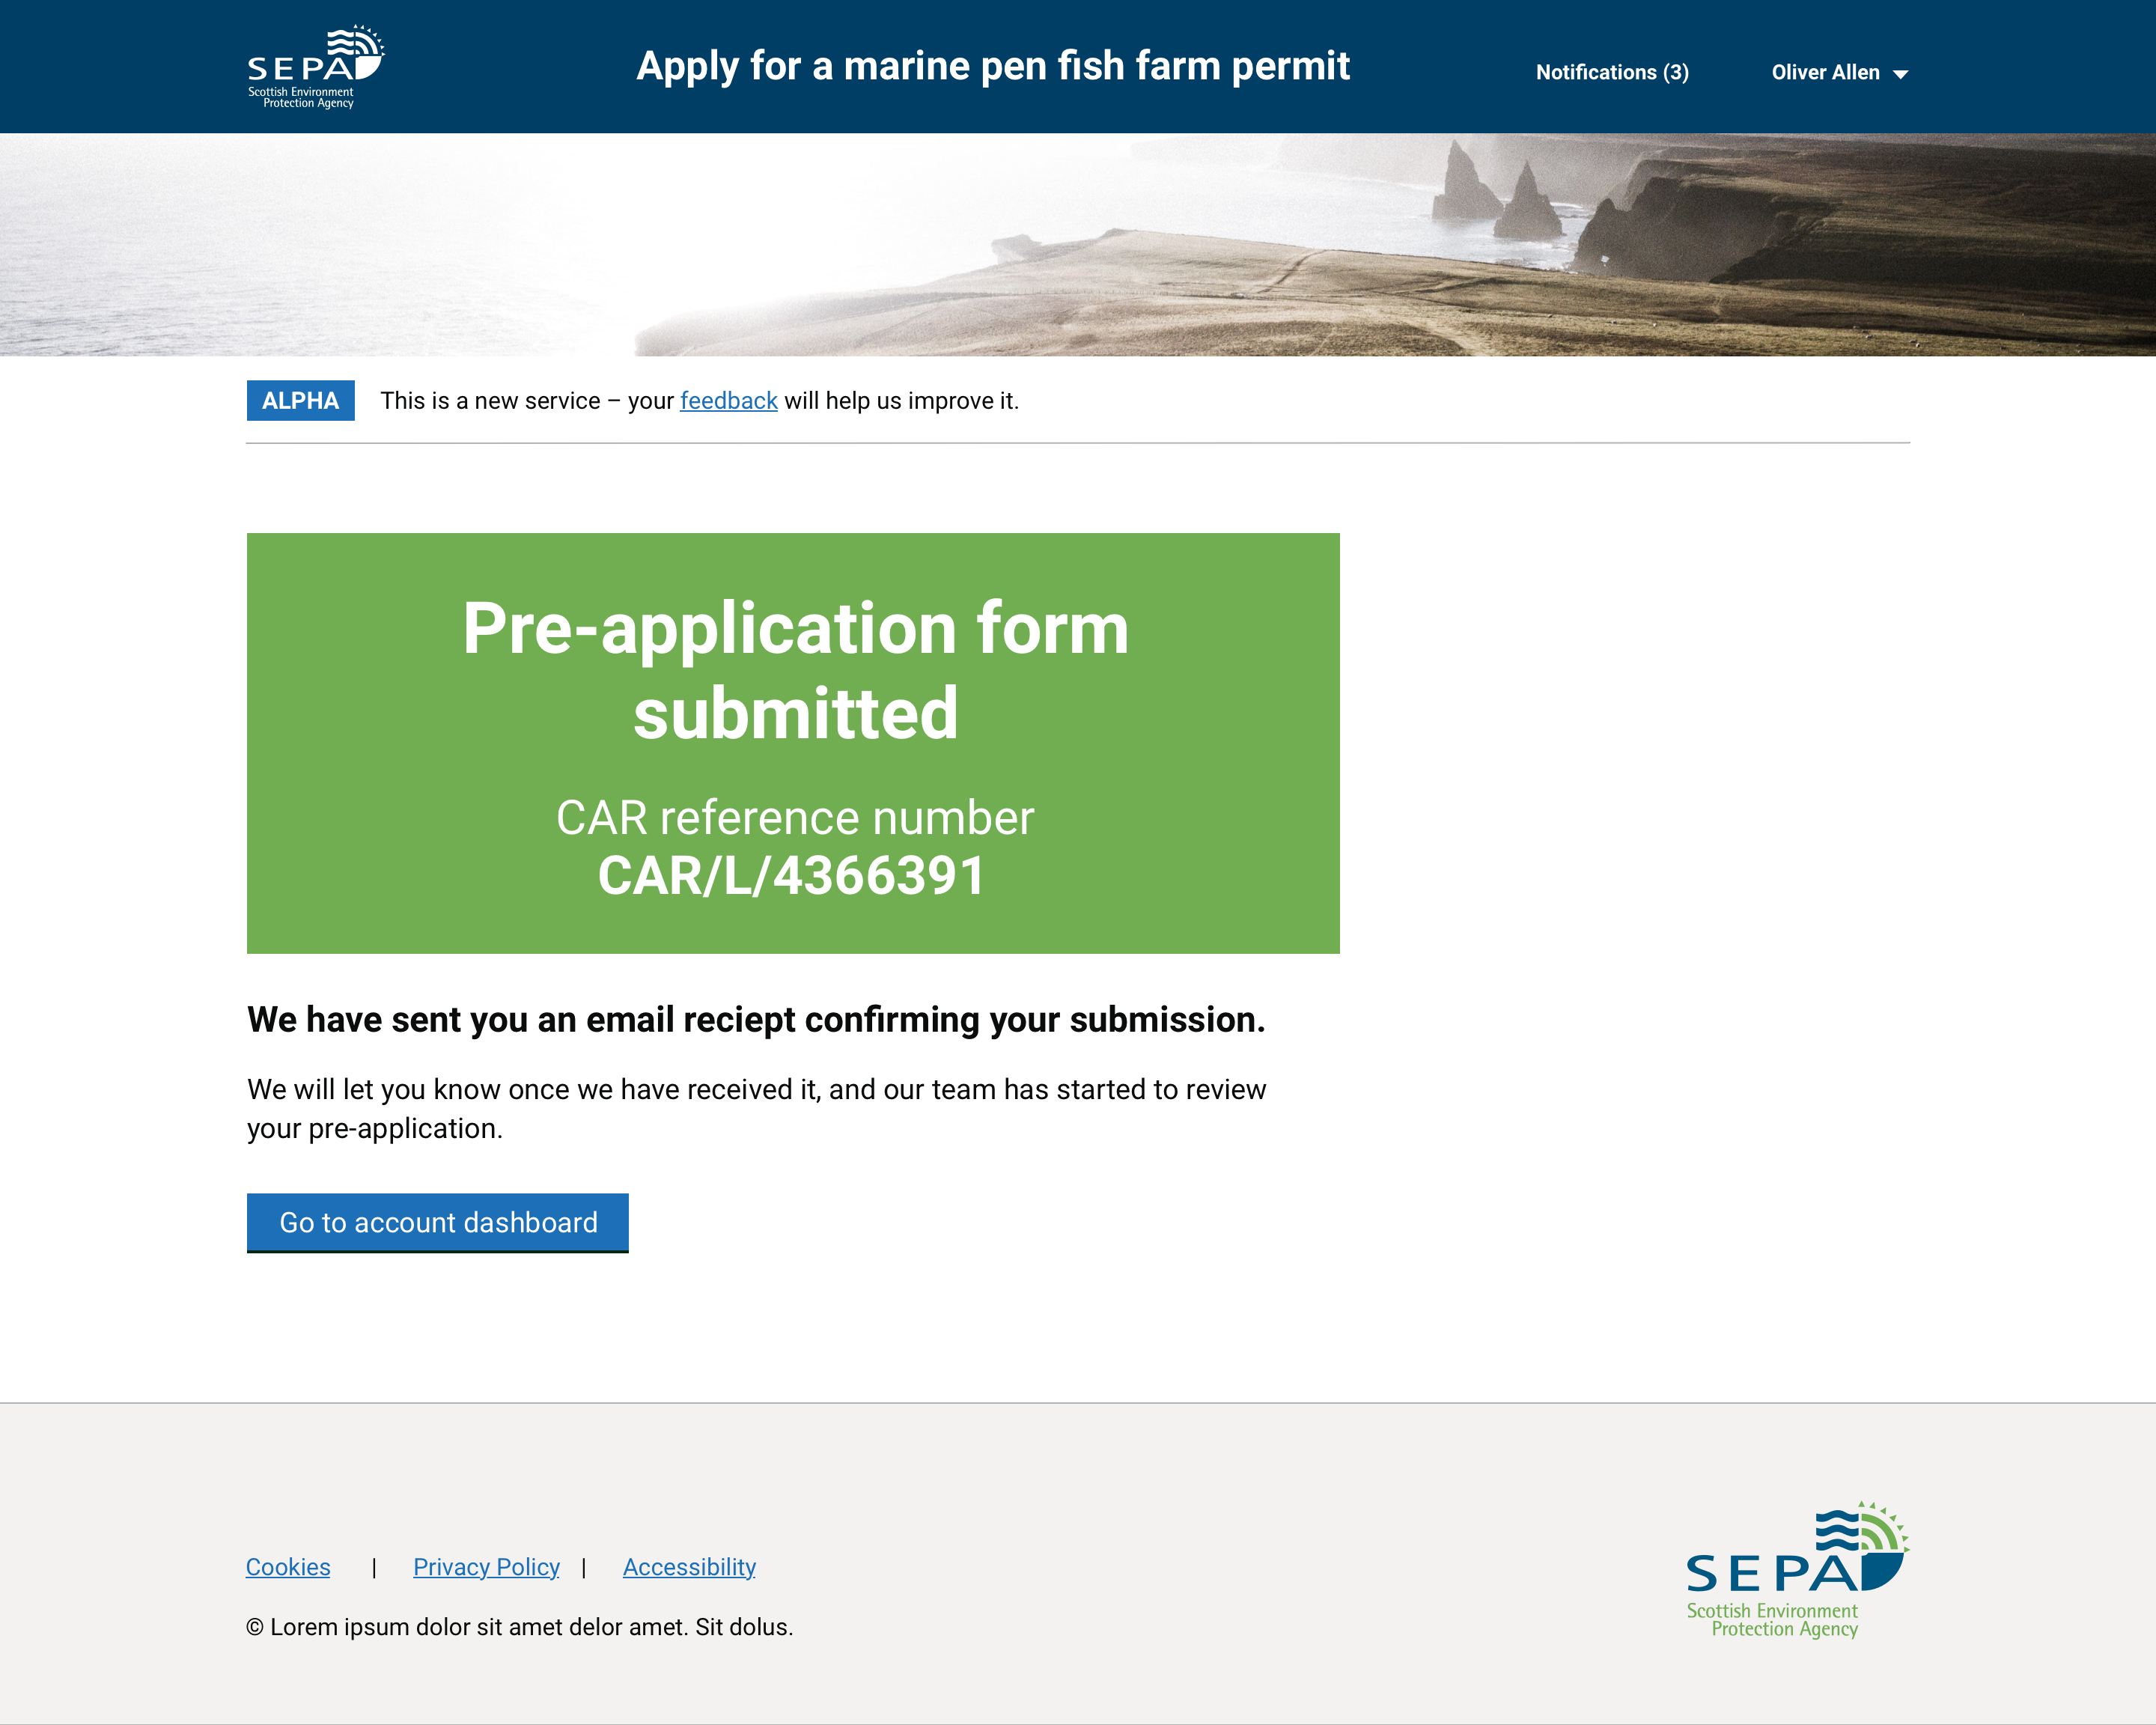 SEPA
Scottish Environment
Protection Agency
Apply for a marine pen fish farm permit
Notifications (3)
Oliver Allen
ALPHA
This is a new service – your feedback will help us improve it.
Pre-application form
submitted
CAR reference number
CAR/L/4366391
We have sent you an email reciept confirming your submission.
We will let you know once we have received it, and our team has started to review
your pre-application.
Go to account dashboard
Cookies | Privacy Policy | Accessibility
© Lorem ipsum dolor sit amet delor amet. Sit dolus.
SEPA
Scottish Environment
Protection Agency